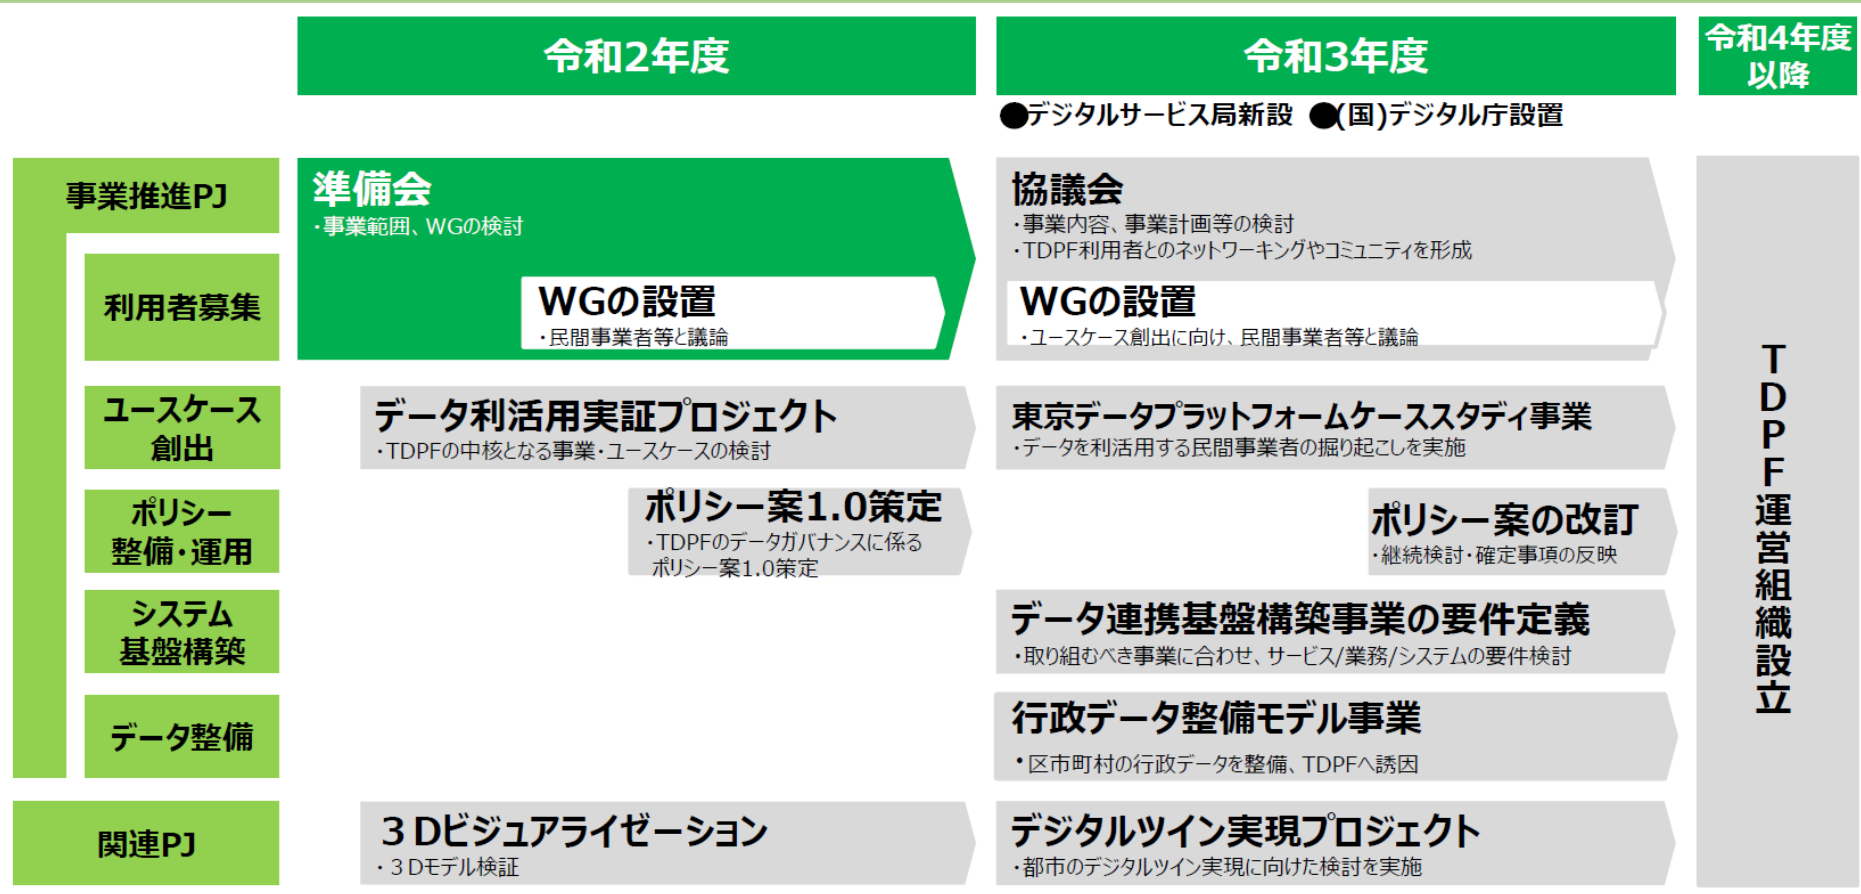 令和2年度
令和3年度
令和4年度
以降
●デジタルサービス局新設 ●(国)デジタル庁設置
事業推進PJ
準備会
・事業範囲、WGの検討
協議会
・事業内容、事業計画等の検討
・TDPF利用者とのネットワーキングやコミュニティを形成
利用者募集
WGの設置
・民間事業者等と議論
WGの設置
・ユースケース創出に向け、民間事業者等と議論
ユースケース
創出
データ利活用実証プロジェクト
・TDPFの中核となる事業・ユースケースの検討
東京データプラットフォームケーススタディ事業
・データを利活用する民間事業者の掘り起こしを実施
ポリシー
整備・運用
ポリシー案1.0策定
・TDPFのデータガバナンスに係る
ポリシー案1.0策定
ポリシー案の改訂
・継続検討・確定事項の反映
システム
基盤構築
データ連携基盤構築事業の要件定義
・取り組むべき事業に合わせ、サービス/業務/システムの要件検討
データ整備
行政データ整備モデル事業
・区市町村の行政データを整備、TDPFへ誘因
関連PJ
３Dビジュアライゼーション
・３Dモデル検証
デジタルツイン実現プロジェクト
・都市のデジタルツイン実現に向けた検討を実施
TDPF運営組織設立